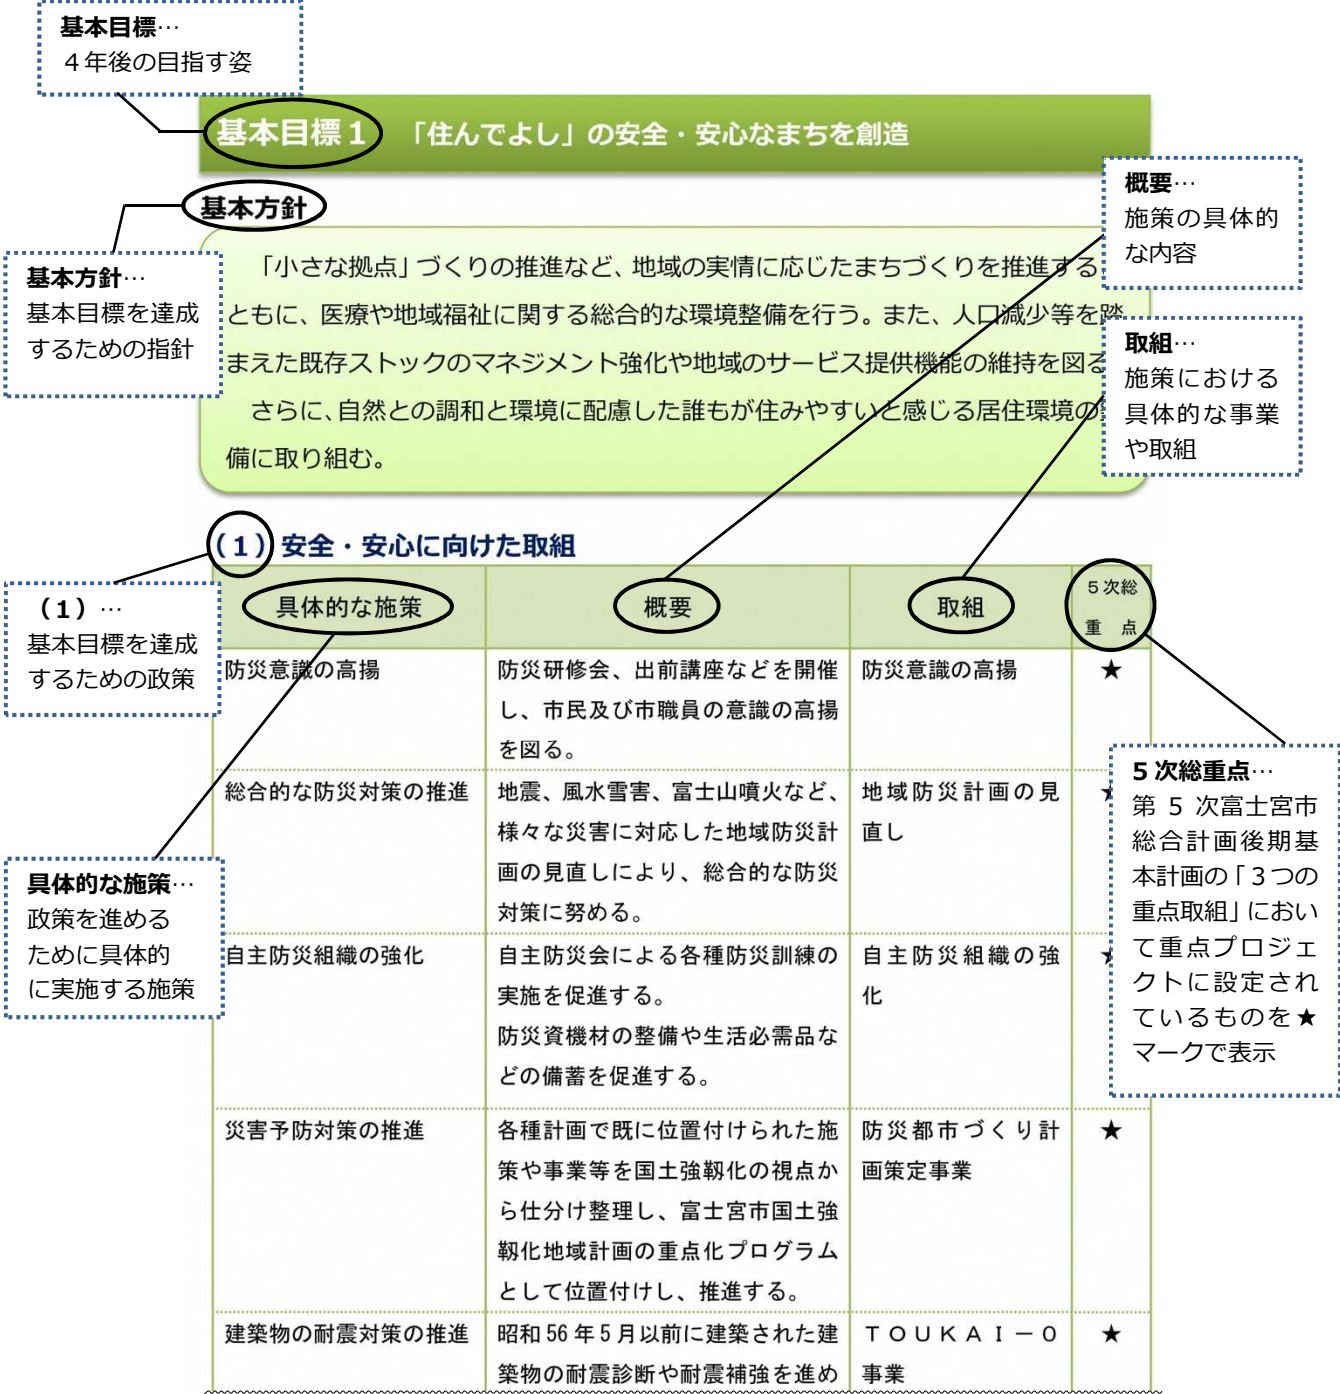 基本目標…
４年後の目指す姿
基本目標１　「住んでよし」の安全・安心なまちを創造
基本方針
基本方針…
基本目標を達成
するための指針
概要…
施策の具体的
な内容
取組…
施策における
具体的な事業
や取組
「小さな拠点」づくりの推進など、地域の実情に応じたまちづくりを推進する
ともに、医療や地域福祉に関する総合的な環境整備を行う。また、人口減少等を踏
まえた既存ストックのマネジメント強化や地域のサービス提供機能の維持を図る
さらに、自然との調和と環境に配慮した誰もが住みやすいと感じる居住環境の
備に取り組む。
（１）安全・安心に向けた取組
（１）…
基本目標を達成
するための政策
具体的な施策　概要　取組　５次総
重　点
防災意識の高揚　防災研修会、出前講座などを開催　防災意識の高揚　★
し、市民及び市職員の意識の高揚
を図る。
総合的な防災対策の推進　地震、風水雪害、富士山噴火など、　地域防災計画の見
様々な災害に対応した地域防災計　直し
画の見直しにより、総合的な防災
対策に努める。
自主防災組織の強化　自主防災会による各種防災訓練の　自主防災組織の強
実施を促進する。　化
防災資機材の整備や生活必需品な
どの備蓄を促進する。
災害予防対策の推進　各種計画で既に位置付けられた施　防災都市づくり計　★
策や事業等を国土強靱化の視点か　画策定事業
ら仕分け整理し、富士宮市国土強
靱化地域計画の重点化プログラム
として位置付けし、推進する。
建築物の耐震対策の推進　昭和56年５月以前に建築された建　ＴＯＵＫＡＩ－０　★
築物の耐震診断や耐震補強を進め　事業
具体的な施策…
政策を進める
ために具体的
に実施する施策
５次総重点…
第５次富士宮市
総合計画後期基
本計画の「３つの
重点取組」におい
て重点プロジェ
クトに設定され
ているものを★
マークで表示